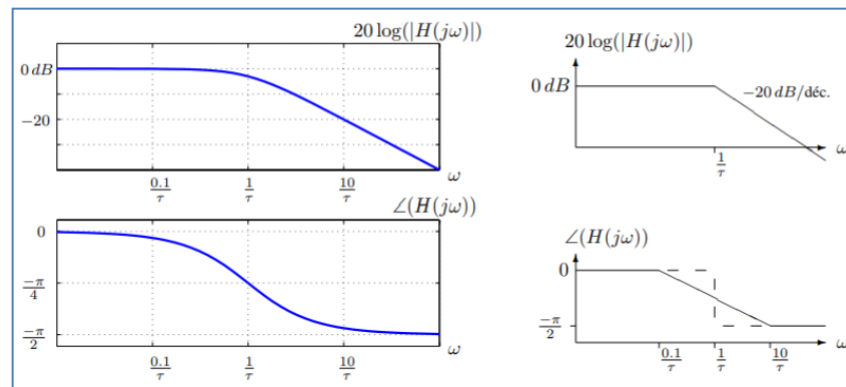 20 log(|H(jω)|)
0 dB
−20
0.1/τ 1/τ 10/τ ω
∠(H(jω))
0
−π/4
−π/2
0.1/τ 1/τ 10/τ ω
20 log(|H(jω)|)
0 dB
−20 dB/déc.
1/τ ω
∠(H(jω))
0
−π/2
0.1/τ 1/τ 10/τ ω